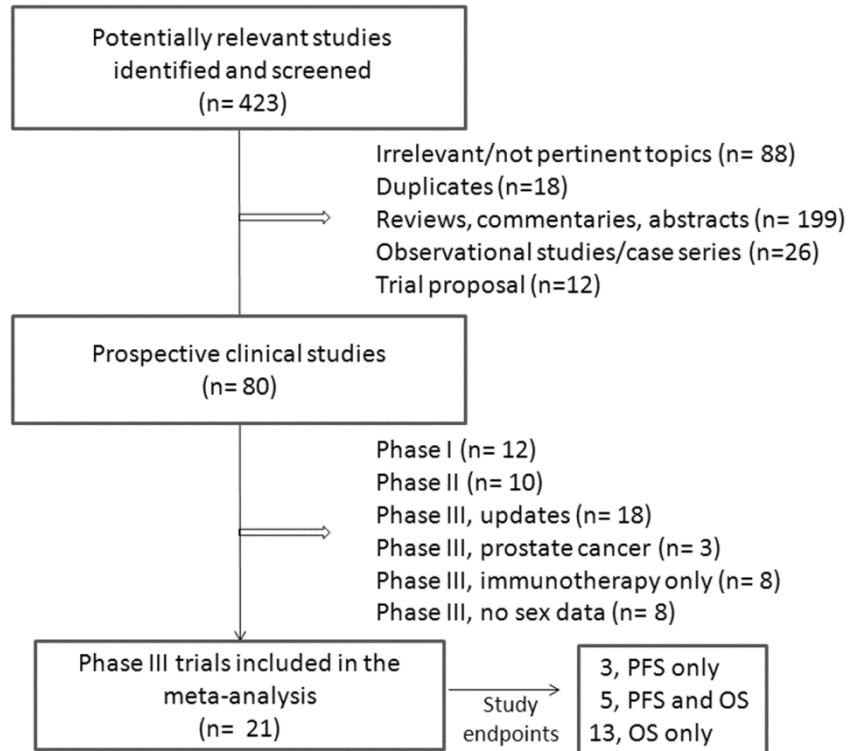 Potentially relevant studies
identified and screened
(n= 423)
Irrelevant/not pertinent topics (n= 88)
Duplicates (n=18)
Reviews, commentaries, abstracts (n= 199)
Observational studies/case series (n=26)
Trial proposal (n=12)
Prospective clinical studies
(n= 80)
Phase I (n= 12)
Phase II (n= 10)
Phase III, updates (n= 18)
Phase III, prostate cancer (n= 3)
Phase III, immunotherapy only (n= 8)
Phase III, no sex data (n= 8)
Phase III trials included in the
meta-analysis
(n= 21)
Study
endpoints
3, PFS only
5, PFS and OS
13, OS only